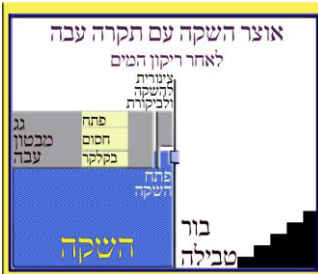 אוצר השקה עם תקרה עבה
לאחר ריקון המים
צינורית
להשקה
ולביקורת
גג
מבטון
עבה
פתח
חסום
בקלקר
פתח
השקה
השקה
בור
טבילה